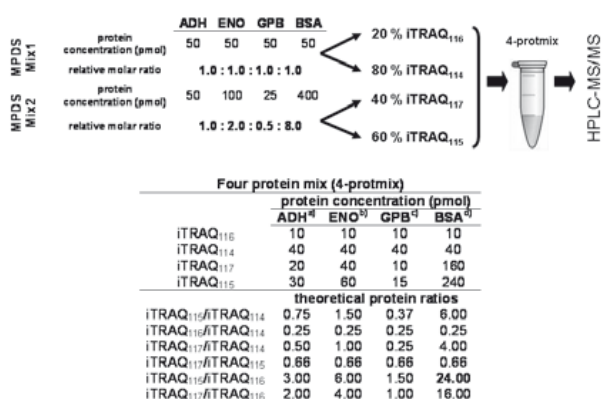 ADH ENO GPB BSA
MPDS Mix1
protein concentration (pmol) 50 50 50 50
relative molar ratio 1.0 : 1.0 : 1.0 : 1.0
MPDS Mix2
protein concentration (pmol) 50 100 25 400
relative molar ratio 1.0 : 2.0 : 0.5 : 8.0
20 % iTRAQ116
80 % iTRAQ114
40 % iTRAQ117
60 % iTRAQ115
4-protmix
HPLC-MS/MS
Four protein mix (4-protmix)
protein concentration (pmol)
ADH a) ENO b) GPB c) BSA d)
iTRAQ116 10 10 10 10
iTRAQ114 40 40 40 40
iTRAQ117 20 40 10 160
iTRAQ115 30 60 15 240
theoretical protein ratios
iTRAQ115/iTRAQ114 0.75 1.50 0.37 6.00
iTRAQ116/iTRAQ114 0.25 0.25 0.25 0.25
iTRAQ117/iTRAQ114 0.50 1.00 0.25 4.00
iTRAQ117/iTRAQ115 0.66 0.66 0.66 0.66
iTRAQ115/iTRAQ116 3.00 6.00 1.50 24.00
iTRAQ117/iTRAQ116 2.00 4.00 1.00 16.00